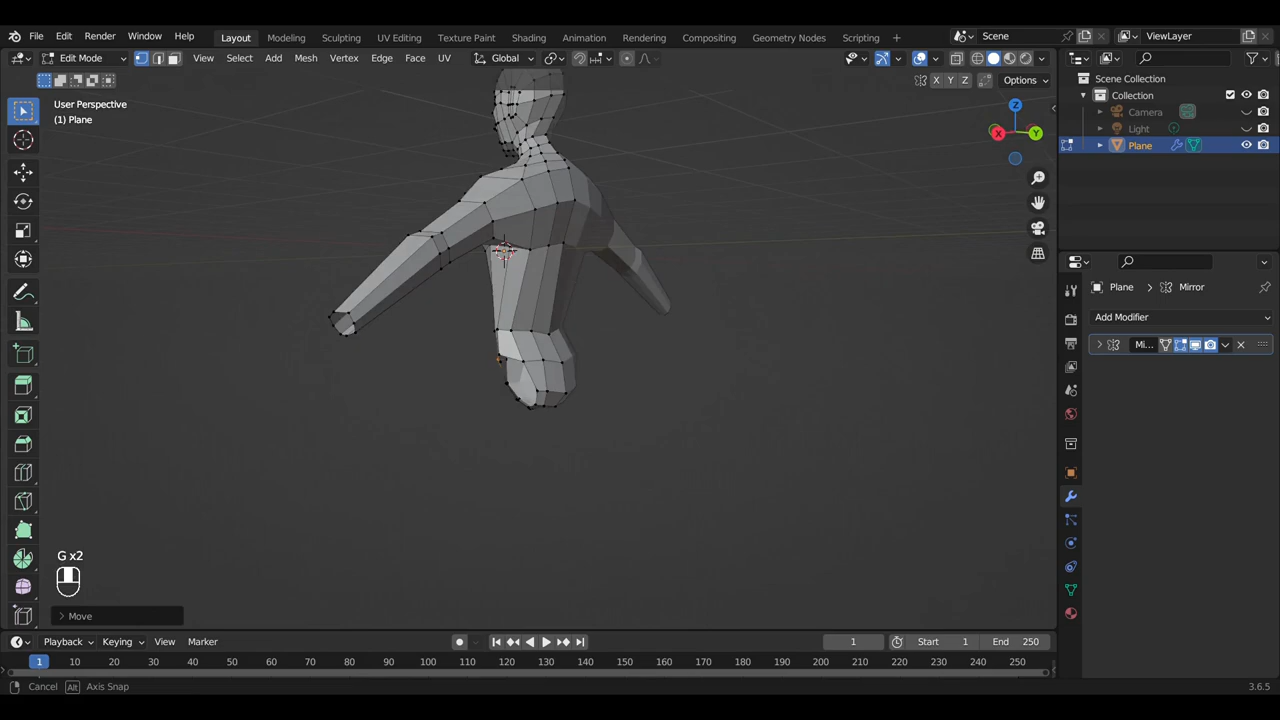 File Edit Render Window Help Layout Modeling Sculpting UV Editing Texture Paint Shading Animation Rendering Compositing Geometry Nodes Scripting + Scene ViewLayer
Edit Mode View Select Add Mesh Vertex Edge Face UV Global
X Y Z Options
User Perspective
(1) Plane
Z
X Y
Scene Collection
Collection
Camera
Light
Plane
Plane > Mirror
Add Modifier
Mi...
G x2
> Move
Playback Keying View Marker 1 Start 1 End 250
1 10 20 30 40 50 60 70 80 90 100 110 120 130 140 150 160 170 180 190 200 210 220 230 240 250
Cancel Alt Axis Snap 3.6.5